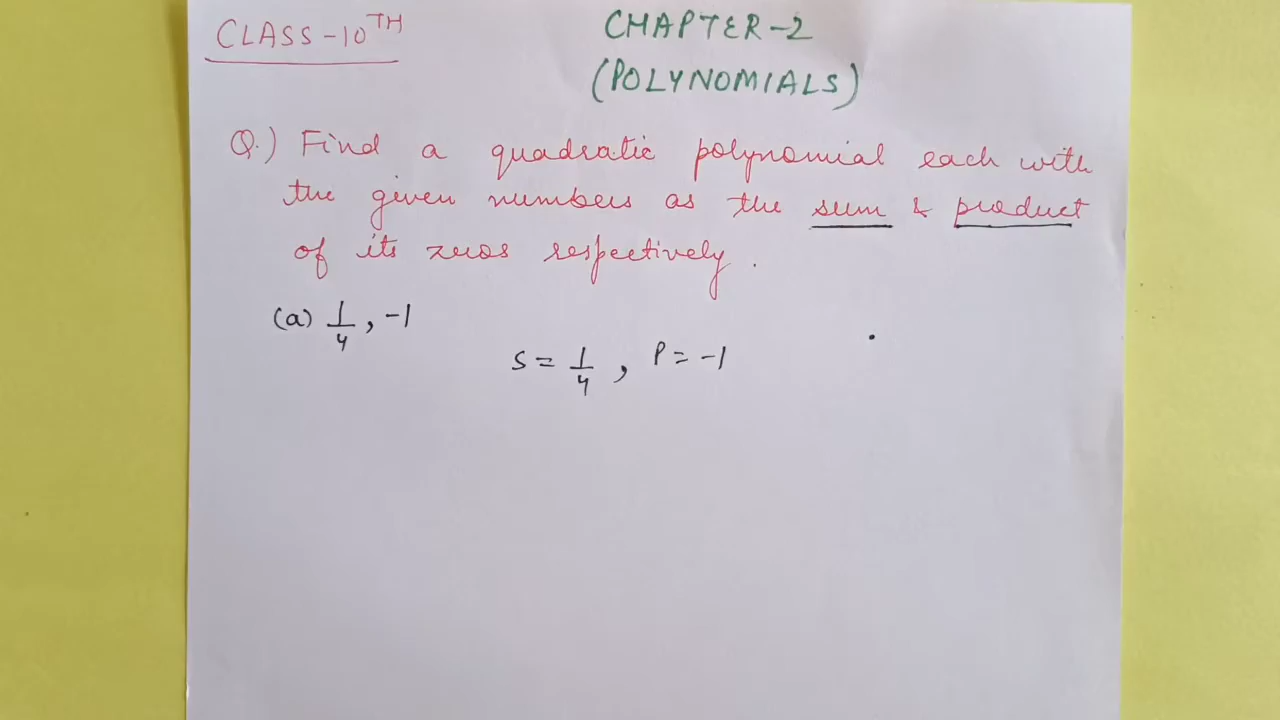 CLASS-10TH
CHAPTER-2
(POLYNOMIALS)
Q.) Find a quadratic polynomial each with
the given numbers as the sum & product
of its zeros respectively.
(a) 1/4, -1
S = 1/4, P = -1